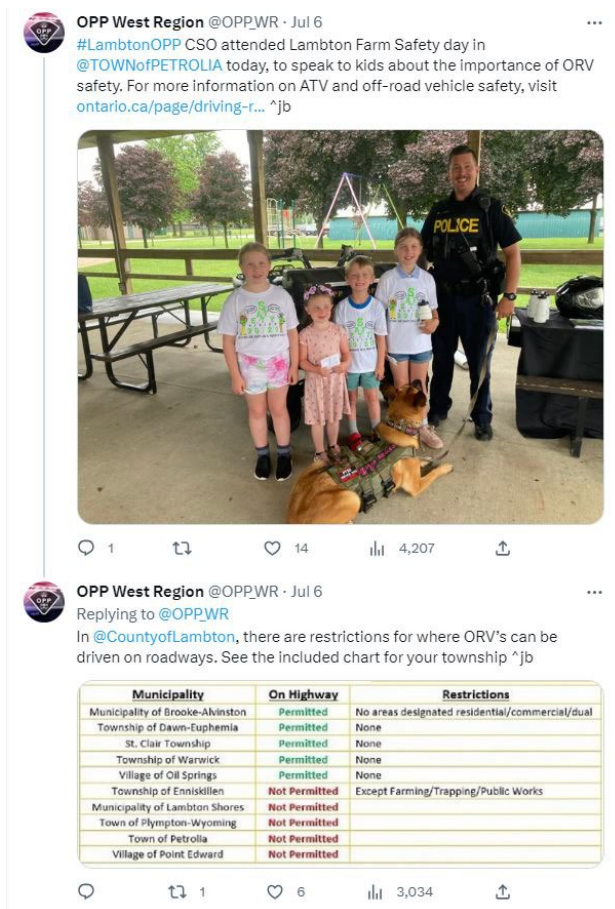 OPP West Region @OPP_WR · Jul 6
#LambtonOPP CSO attended Lambton Farm Safety day in
@TOWNofPETROLIA today, to speak to kids about the importance of ORV
safety. For more information on ATV and off-road vehicle safety, visit
ontario.ca/page/driving-r... ^jb
POLICE
1 14 4,207
OPP West Region @OPP_WR · Jul 6
Replying to @OPP_WR
In @CountyofLambton, there are restrictions for where ORV's can be
driven on roadways. See the included chart for your township ^jb
Municipality On Highway Restrictions
Municipality of Brooke-Alvinston Permitted No areas designated residential/commercial/dual
Township of Dawn-Euphemia Permitted None
St. Clair Township Permitted None
Township of Warwick Permitted None
Village of Oil Springs Permitted None
Township of Enniskillen Not Permitted Except Farming/Trapping/Public Works
Municipality of Lambton Shores Not Permitted
Town of Plympton-Wyoming Not Permitted
Town of Petrolia Not Permitted
Village of Point Edward Not Permitted
1 6 3,034